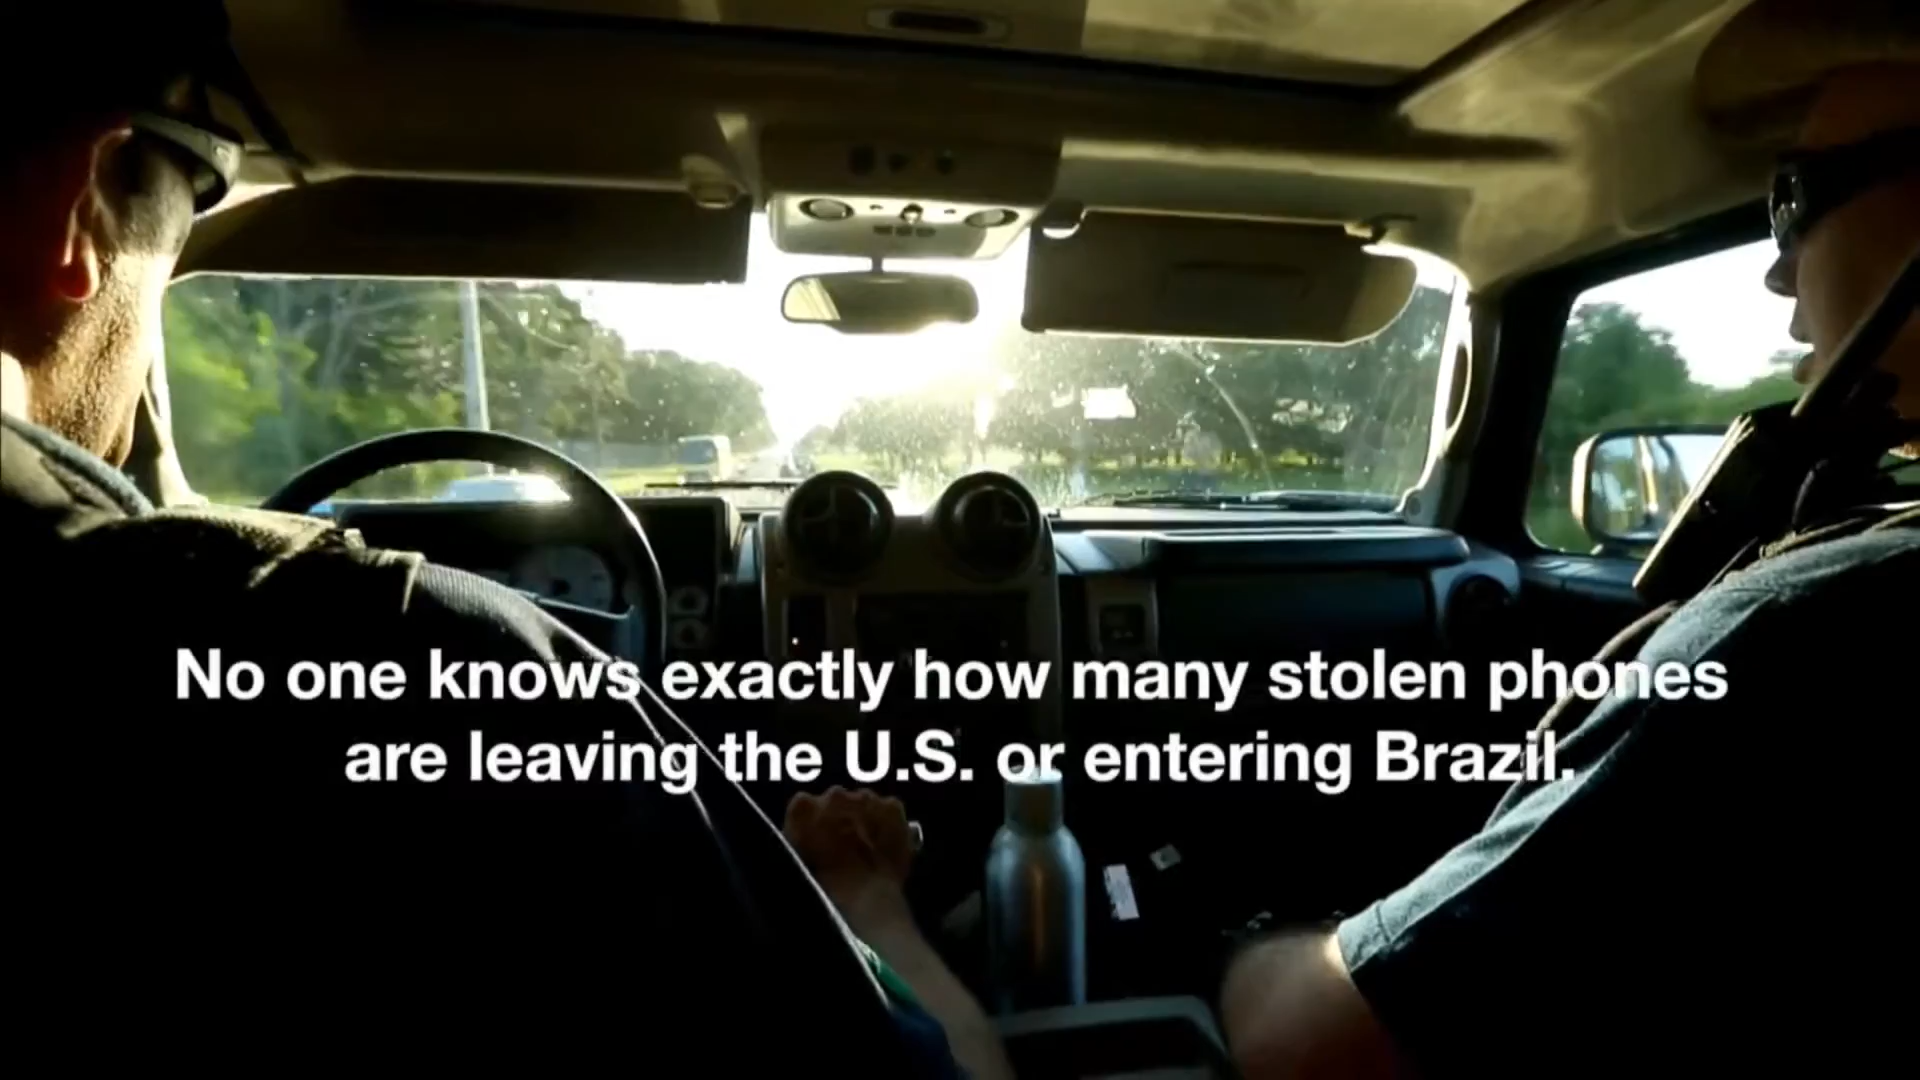 No one knows exactly how many stolen phones
are leaving the U.S. or entering Brazil.